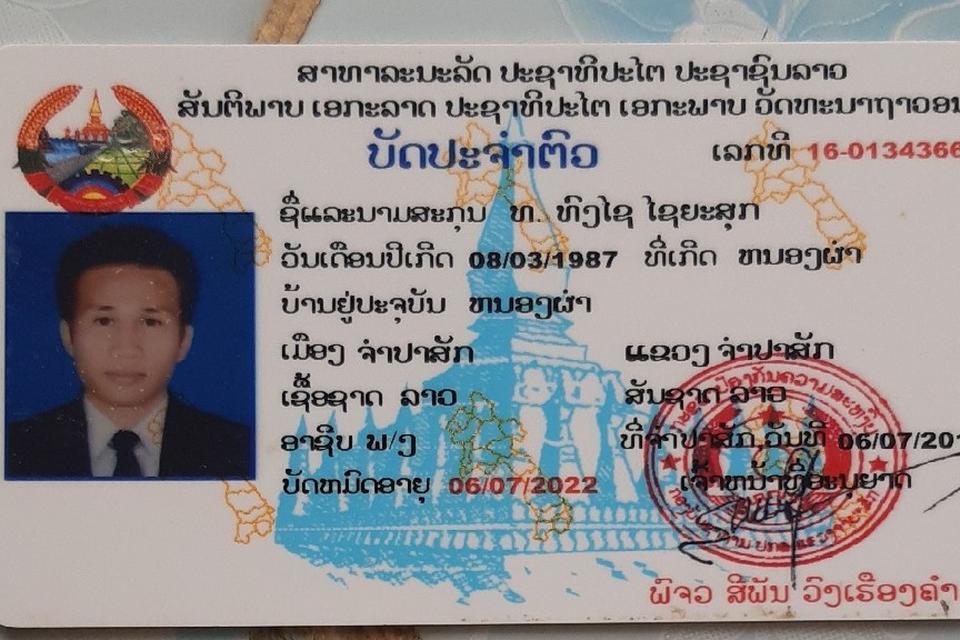 ສາທາລະນະລັດ ປະຊາທິປະໄຕ ປະຊາຊົນລາວ
ສັນຕິພາບ ເອກະລາດ ປະຊາທິປະໄຕ ເອກະພາບ ວັດທະນາຖາວອນ
ບັດປະຈຳຕົວ
ເລກທີ 16-0134366
ຊື່ແລະນາມສະກຸນ ທ. ທົງໄຊ ໄຊຍະສຸກ
ວັນເດືອນປີເກີດ 08/03/1987 ທີ່ເກີດ ຫນອງຜ່າ
ບ້ານຢູ່ປະຈຸບັນ ຫນອງຜ່າ
ເມືອງ ຈຳປາສັກ ແຂວງ ຈຳປາສັກ
ເຊື້ອຊາດ ລາວ ສັນຊາດ ລາວ
ອາຊີບ ພ/ງ ທີ່ຈຳປາສັກ,ວັນທີ 06/07/201
ບັດຫມົດອາຍຸ 06/07/2022 ເຈົ້າຫນ້າທີ່ອະນຸຍາດ
ພົຈວ ສີພັນ ວົງເຮືອງຄຳ